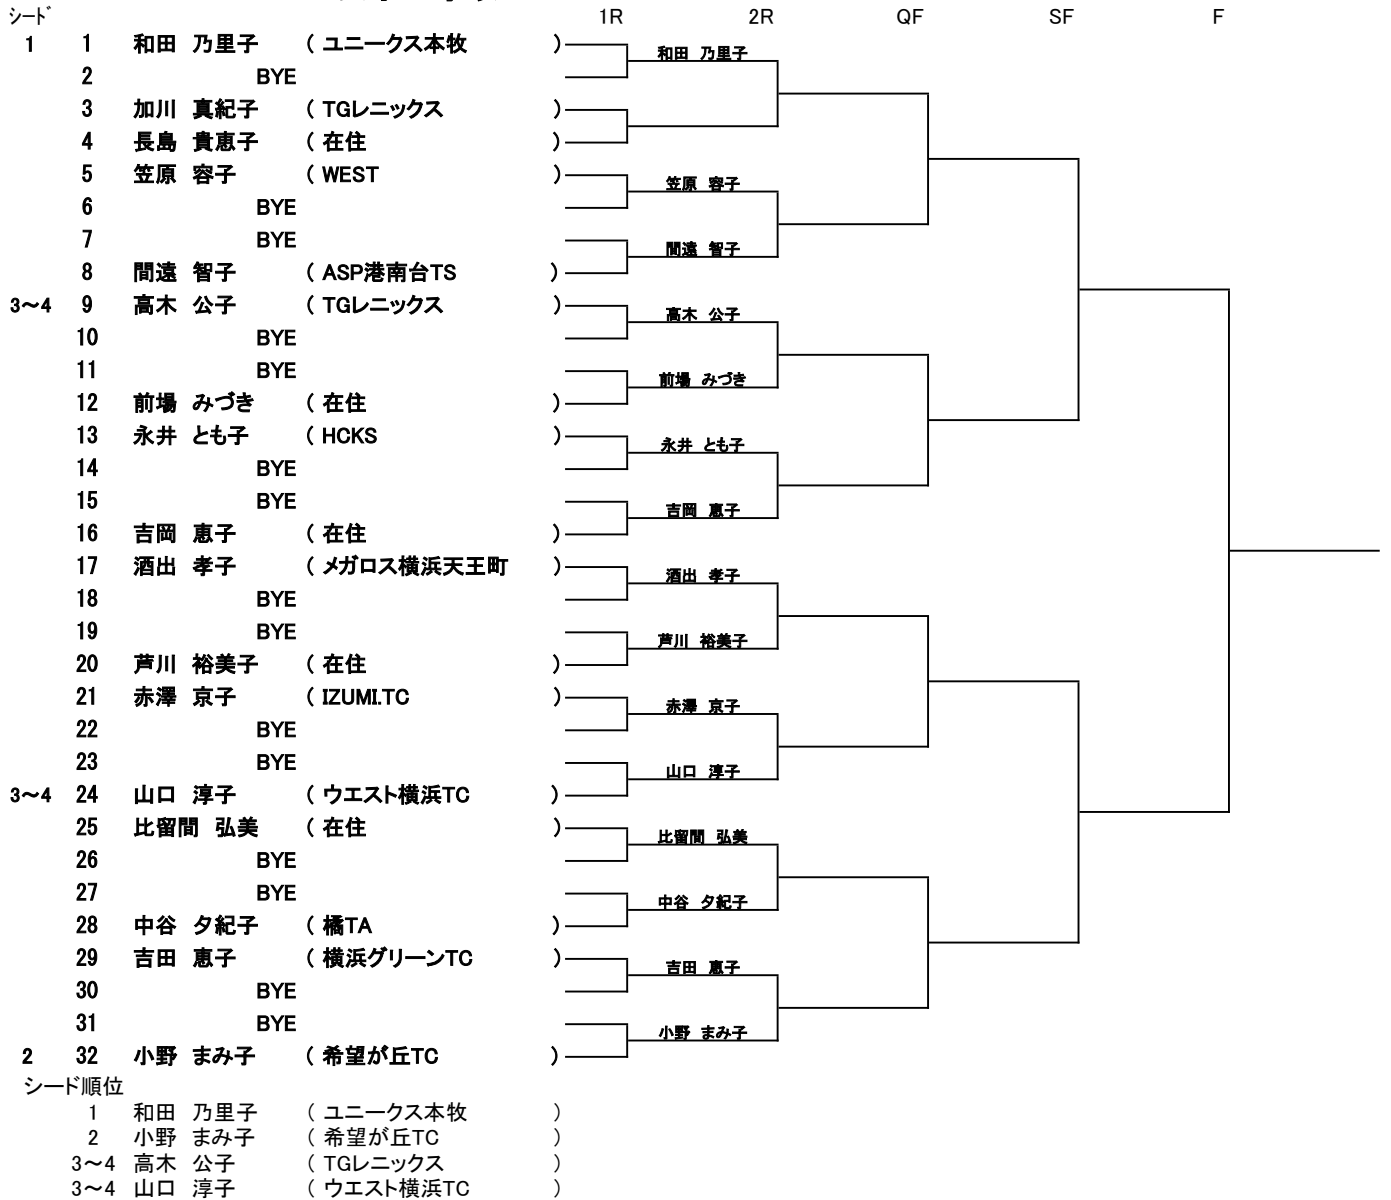 ｼｰﾄﾞ 1R 2R QF SF F
1 1 和田 乃里子 （ ユニークス本牧 ）
和田 乃里子
2 BYE
3 加川 真紀子 （ TGレニックス ）
4 長島 貴恵子 （ 在住 ）
5 笠原 容子 （ WEST ）
笠原 容子
6 BYE
7 BYE
間遠 智子
8 間遠 智子 （ ASP港南台TS ）
3～4 9 高木 公子 （ TGレニックス ）
高木 公子
10 BYE
11 BYE
前場 みづき
12 前場 みづき （ 在住 ）
13 永井 とも子 （ HCKS ）
永井 とも子
14 BYE
15 BYE
吉岡 恵子
16 吉岡 恵子 （ 在住 ）
17 酒出 孝子 （ メガロス横浜天王町 ）
酒出 孝子
18 BYE
19 BYE
芦川 裕美子
20 芦川 裕美子 （ 在住 ）
21 赤澤 京子 （ IZUMI.TC ）
赤澤 京子
22 BYE
23 BYE
山口 淳子
3～4 24 山口 淳子 （ ウエスト横浜TC ）
25 比留間 弘美 （ 在住 ）
比留間 弘美
26 BYE
27 BYE
中谷 夕紀子
28 中谷 夕紀子 （ 橘TA ）
29 吉田 恵子 （ 横浜グリーンTC ）
吉田 恵子
30 BYE
31 BYE
小野 まみ子
2 32 小野 まみ子 （ 希望が丘TC ）
シード順位
1 和田 乃里子 （ ユニークス本牧 ）
2 小野 まみ子 （ 希望が丘TC ）
3～4 高木 公子 （ TGレニックス ）
3～4 山口 淳子 （ ウエスト横浜TC ）